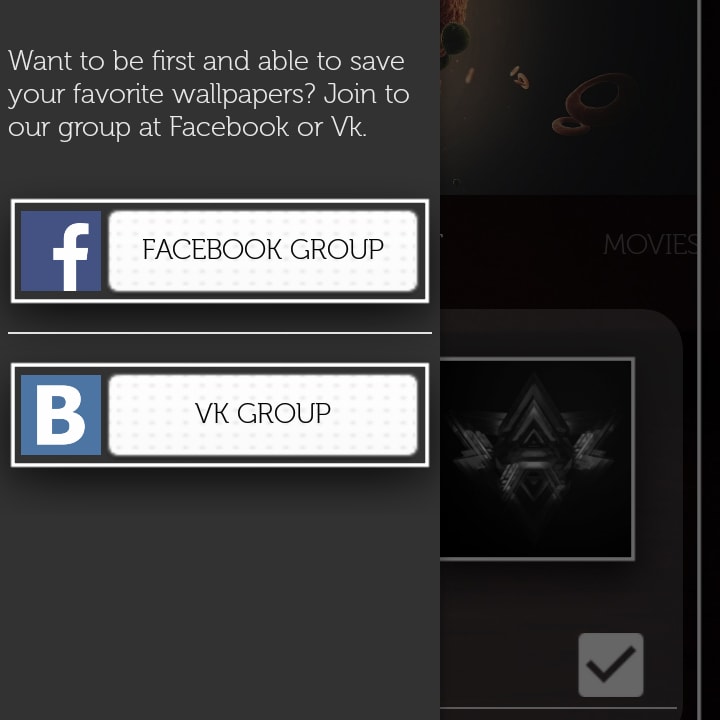 Want to be first and able to save
your favorite wallpapers? Join to
our group at Facebook or Vk.
FACEBOOK GROUP
MOVIES
VK GROUP